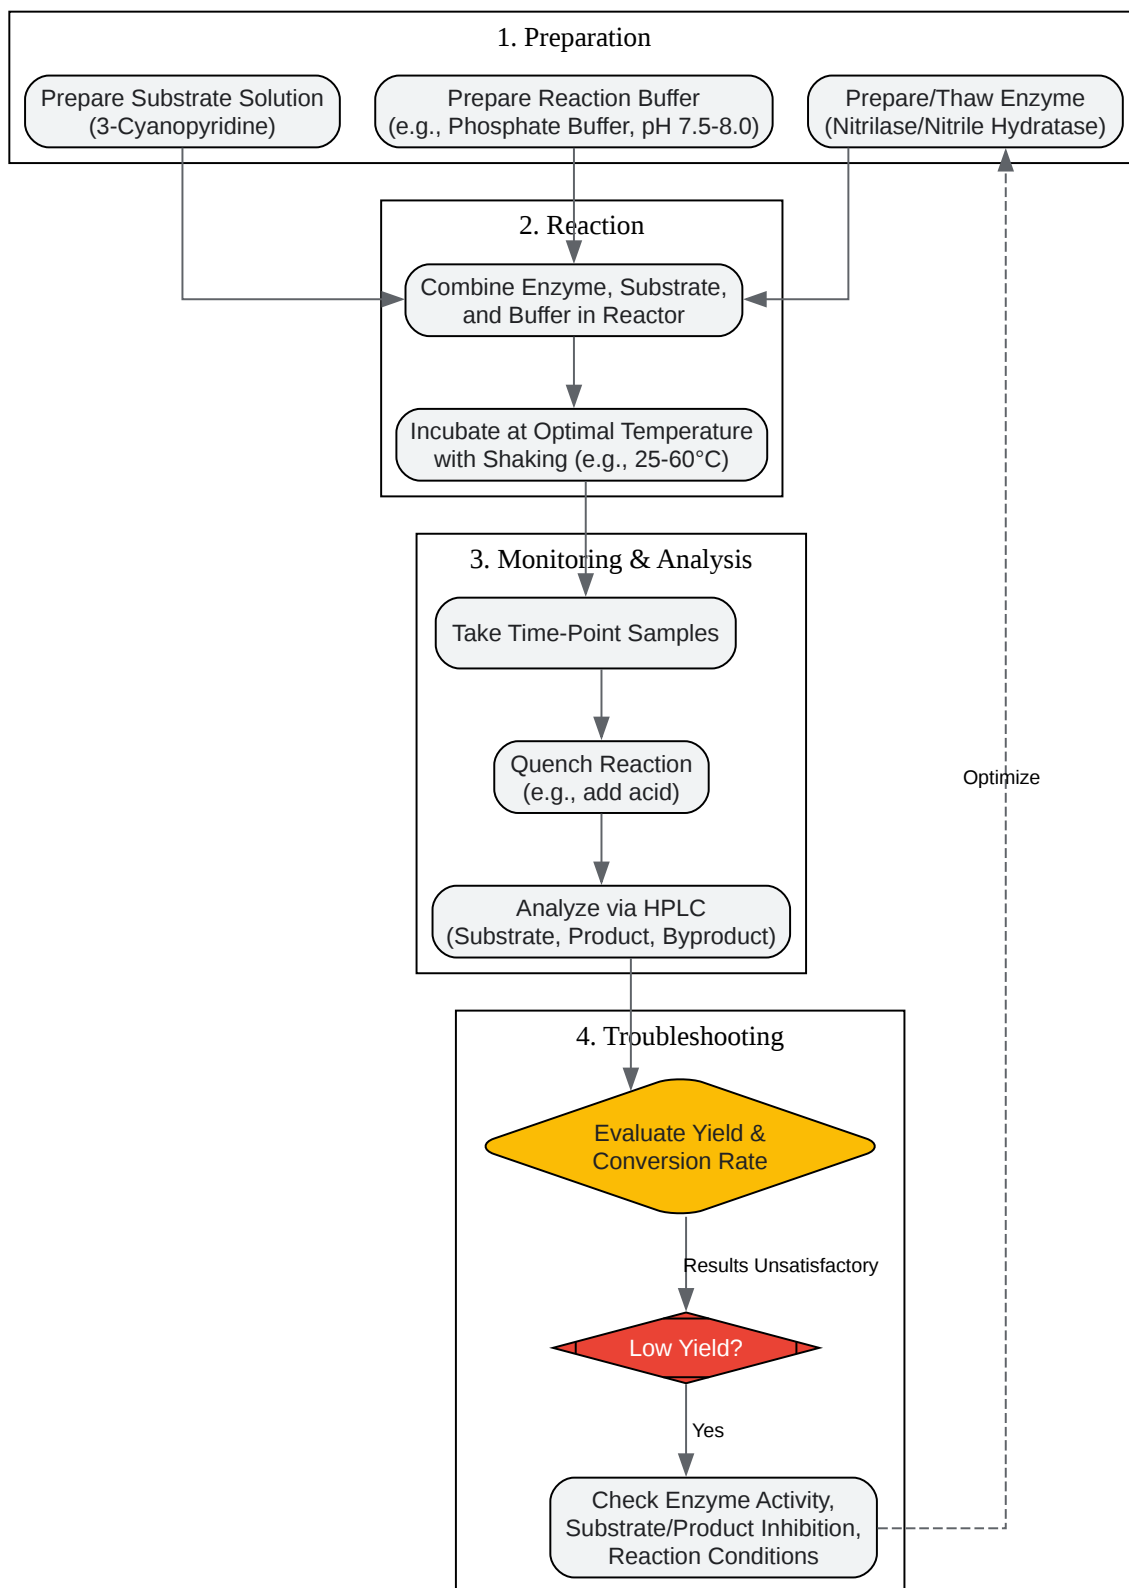 1. Preparation
Prepare Substrate Solution
(3-Cyanopyridine)
Prepare Reaction Buffer
(e.g., Phosphate Buffer, pH 7.5-8.0)
Prepare/Thaw Enzyme
(Nitrilase/Nitrile Hydratase)
2. Reaction
Combine Enzyme, Substrate,
and Buffer in Reactor
Incubate at Optimal Temperature
with Shaking (e.g., 25-60°C)
3. Monitoring & Analysis
Take Time-Point Samples
Quench Reaction
(e.g., add acid)
Optimize
Analyze via HPLC
(Substrate, Product, Byproduct)
4. Troubleshooting
Evaluate Yield &
Conversion Rate
Results Unsatisfactory
Low Yield?
Yes
Check Enzyme Activity,
Substrate/Product Inhibition,
Reaction Conditions